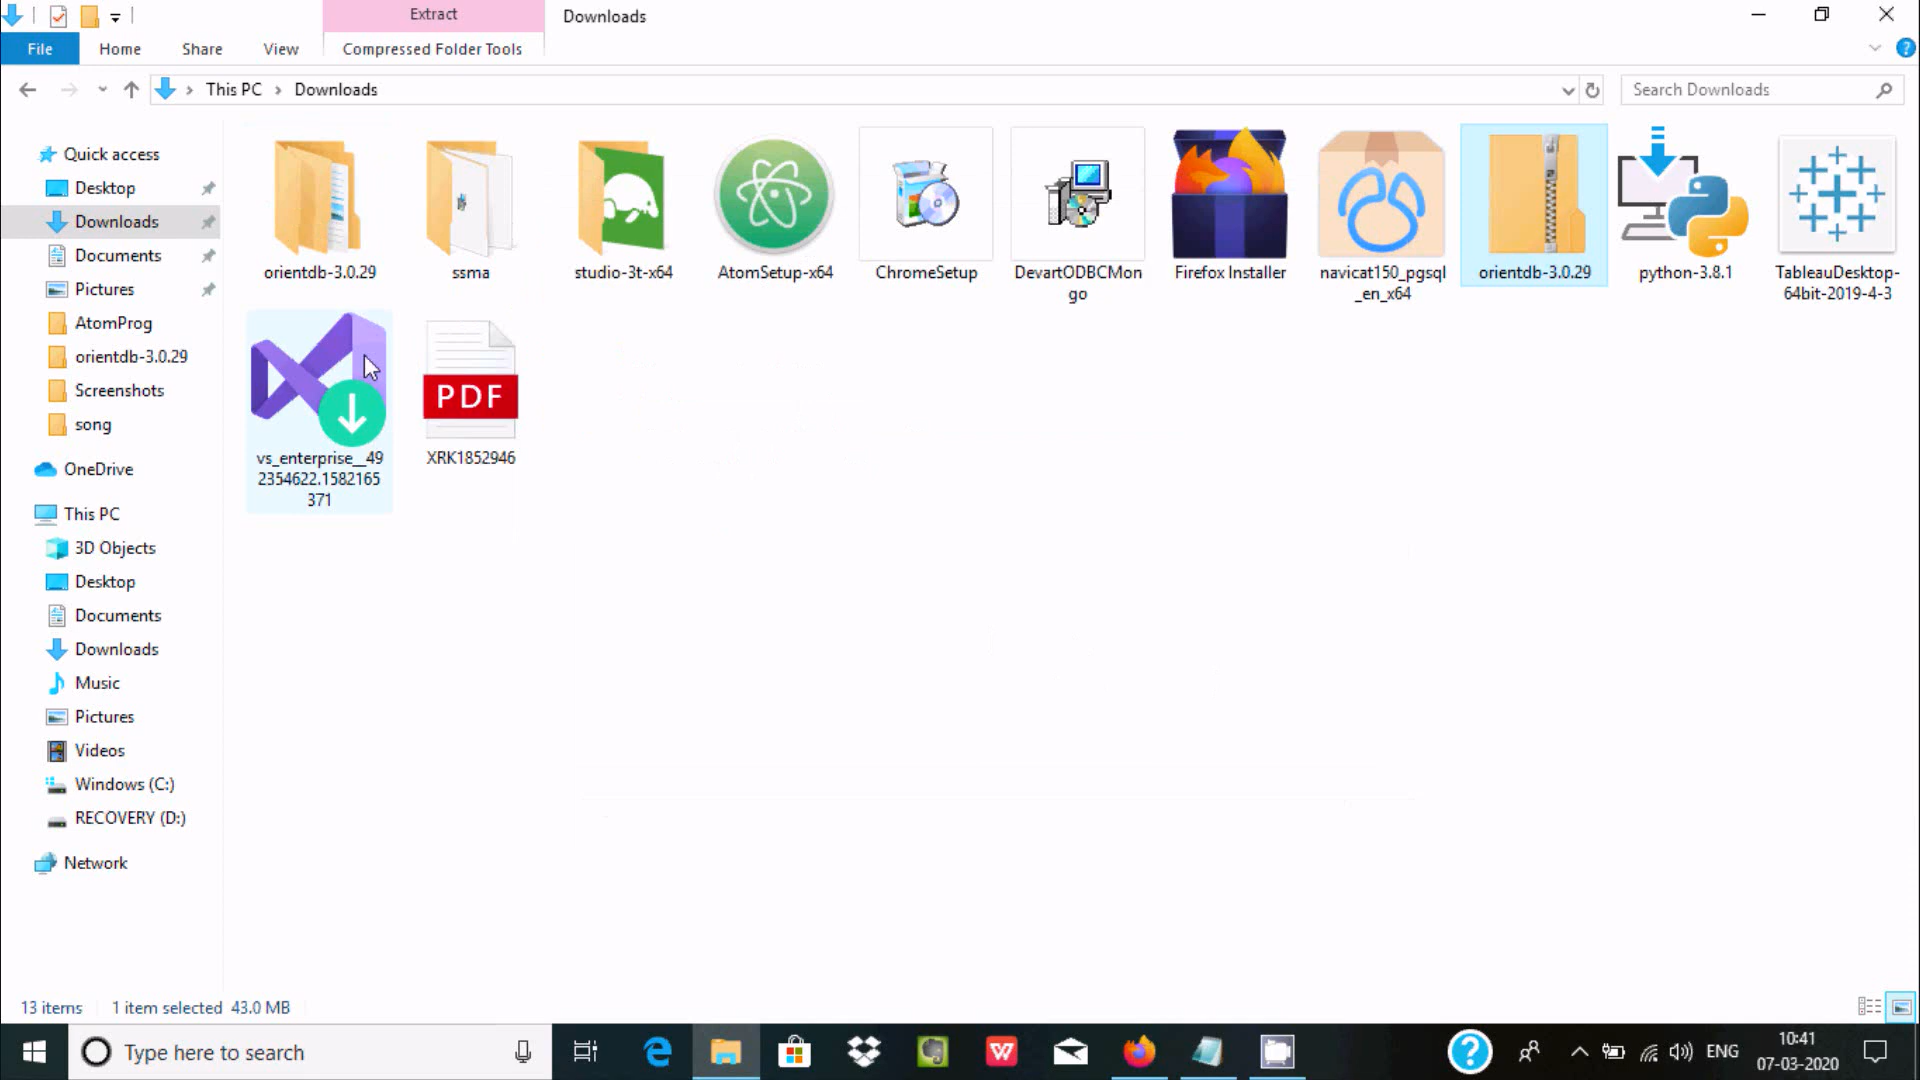 Extract
Downloads
File
Home
Share
View
Compressed Folder Tools
This PC
Downloads
Search Downloads
Quick access
Desktop
Downloads
Documents
Pictures
AtomProg
orientdb-3.0.29
Screenshots
song
OneDrive
This PC
3D Objects
Desktop
Documents
Downloads
Music
Pictures
Videos
Windows (C:)
RECOVERY (D:)
Network
orientdb-3.0.29
ssma
studio-3t-x64
AtomSetup-x64
ChromeSetup
DevartODBCMon
go
Firefox Installer
navicat150_pgsql
_en_x64
orientdb-3.0.29
python-3.8.1
TableauDesktop-
64bit-2019-4-3
vs_enterprise__49
2354622.1582165
371
PDF
XRK1852946
13 items
1 item selected 43.0 MB
Type here to search
ENG
10:41
07-03-2020